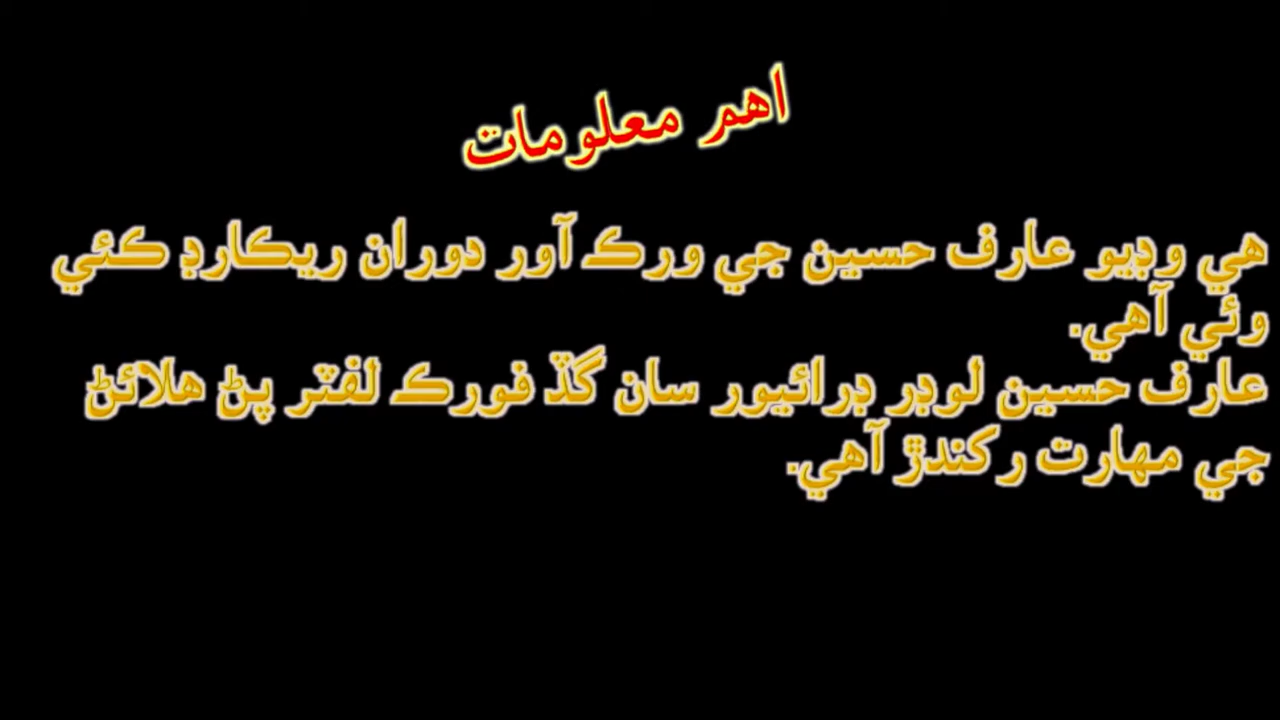 اهم معلومات
هي وڊيو عارف حسين جي ورڪ آور دوران ريڪارڊ ڪئي
وئي آهي.
عارف حسين لوڊر ڊرائيور سان گڏ فورڪ لفٽر پڻ هلائڻ
جي مهارت رکندڙ آهي.